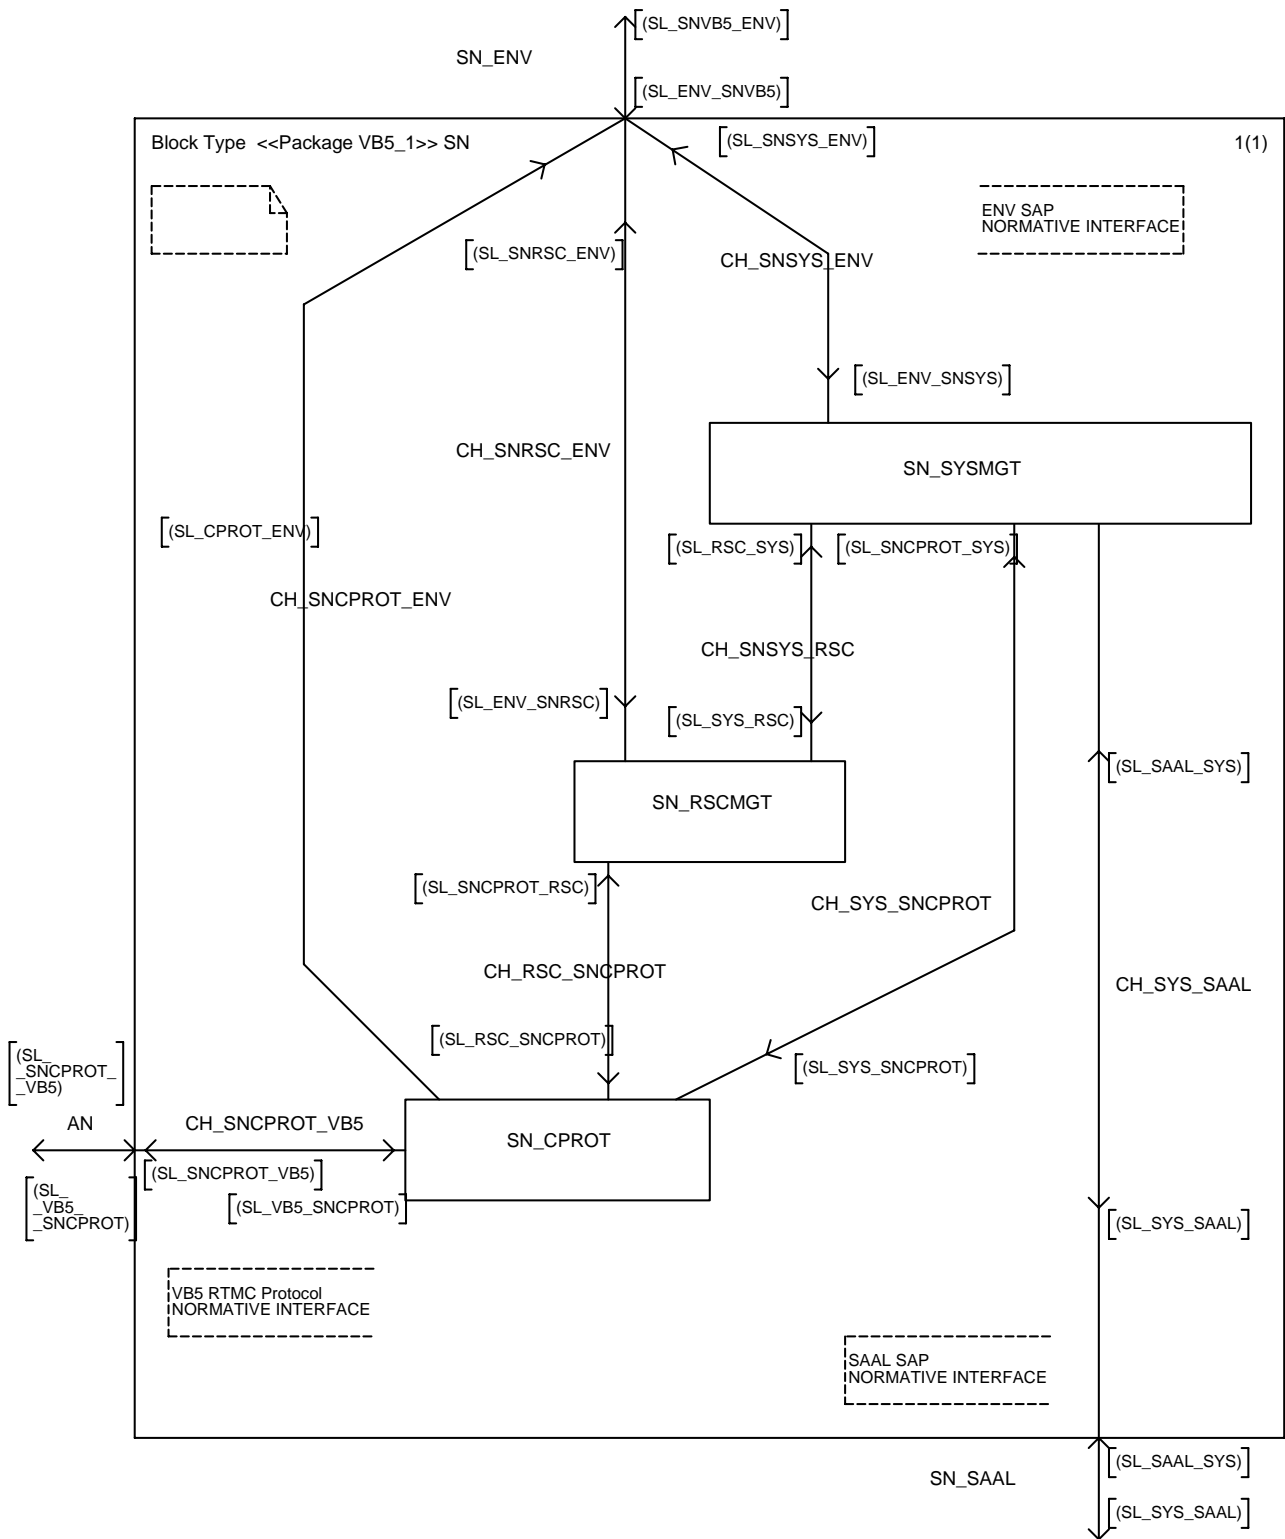 [(SL_SNVB5_ENV)]
SN_ENV
[(SL_ENV_SNVB5)]
Block Type <<Package VB5_1>> SN
[(SL_SNSYS_ENV)]
1(1)
ENV SAP
NORMATIVE INTERFACE
[(SL_SNRSC_ENV)]
CH_SNSYS_ENV
[(SL_ENV_SNSYS)]
CH_SNRSC_ENV
SN_SYSMGT
[(SL_CPROT_ENV)]
[(SL_RSC_SYS)]
[(SL_SNCPROT_SYS)]
CH_SNCPROT_ENV
CH_SNSYS_RSC
[(SL_ENV_SNRSC)]
[(SL_SYS_RSC)]
[(SL_SAAL_SYS)]
SN_RSCMGT
[(SL_SNCPROT_RSC)]
CH_SYS_SNCPROT
CH_RSC_SNCPROT
CH_SYS_SAAL
[(SL_RSC_SNCPROT)]
[(SL_SYS_SNCPROT)]
[(SL_
_SNCPROT_
_VB5)]
AN
CH_SNCPROT_VB5
SN_CPROT
[(SL_SNCPROT_VB5)]
[(SL_
_VB5_
_SNCPROT)]
[(SL_VB5_SNCPROT)]
[(SL_SYS_SAAL)]
VB5 RTMC Protocol
NORMATIVE INTERFACE
SAAL SAP
NORMATIVE INTERFACE
[(SL_SAAL_SYS)]
SN_SAAL
[(SL_SYS_SAAL)]